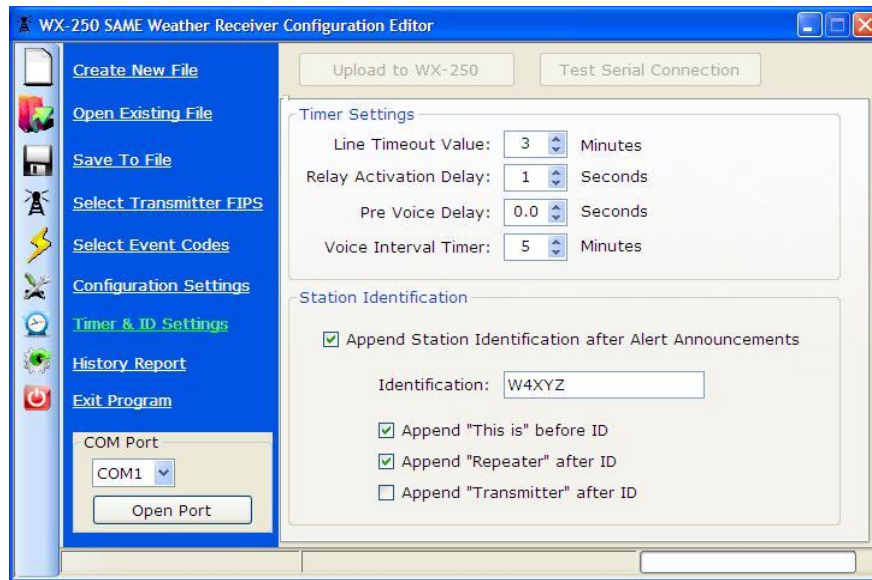 WX-250 SAME Weather Receiver Configuration Editor
Create New File
Open Existing File
Save To File
Select Transmitter FIPS
Select Event Codes
Configuration Settings
Timer & ID Settings
History Report
Exit Program
COM Port
COM1
Open Port
Upload to WX-250 Test Serial Connection
Timer Settings
Line Timeout Value: 3 Minutes
Relay Activation Delay: 1 Seconds
Pre Voice Delay: 0.0 Seconds
Voice Interval Timer: 5 Minutes
Station Identification
Append Station Identification after Alert Announcements
Identification: W4XYZ
Append "This is" before ID
Append "Repeater" after ID
Append "Transmitter" after ID